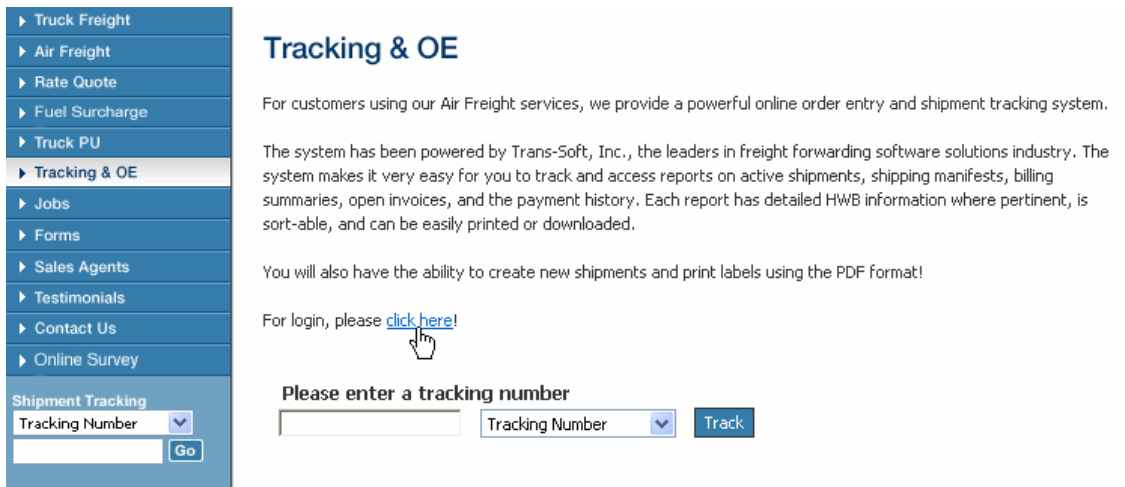 Truck Freight
Air Freight
Rate Quote
Fuel Surcharge
Truck PU
Tracking & OE
Jobs
Forms
Sales Agents
Testimonials
Contact Us
Online Survey
Shipment Tracking
Tracking Number
Go
Tracking & OE
For customers using our Air Freight services, we provide a powerful online order entry and shipment tracking system.
The system has been powered by Trans-Soft, Inc., the leaders in freight forwarding software solutions industry. The
system makes it very easy for you to track and access reports on active shipments, shipping manifests, billing
summaries, open invoices, and the payment history. Each report has detailed HWB information where pertinent, is
sort-able, and can be easily printed or downloaded.
You will also have the ability to create new shipments and print labels using the PDF format!
For login, please click here!
Please enter a tracking number
Tracking Number Track